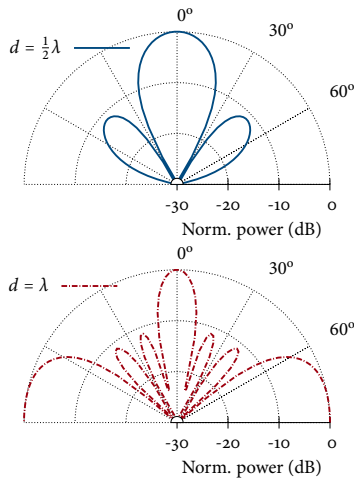 0º
30º
d = ½λ
60º
-30 -20 -10 0
Norm. power (dB)
0º
30º
d = λ
60º
-30 -20 -10 0
Norm. power (dB)